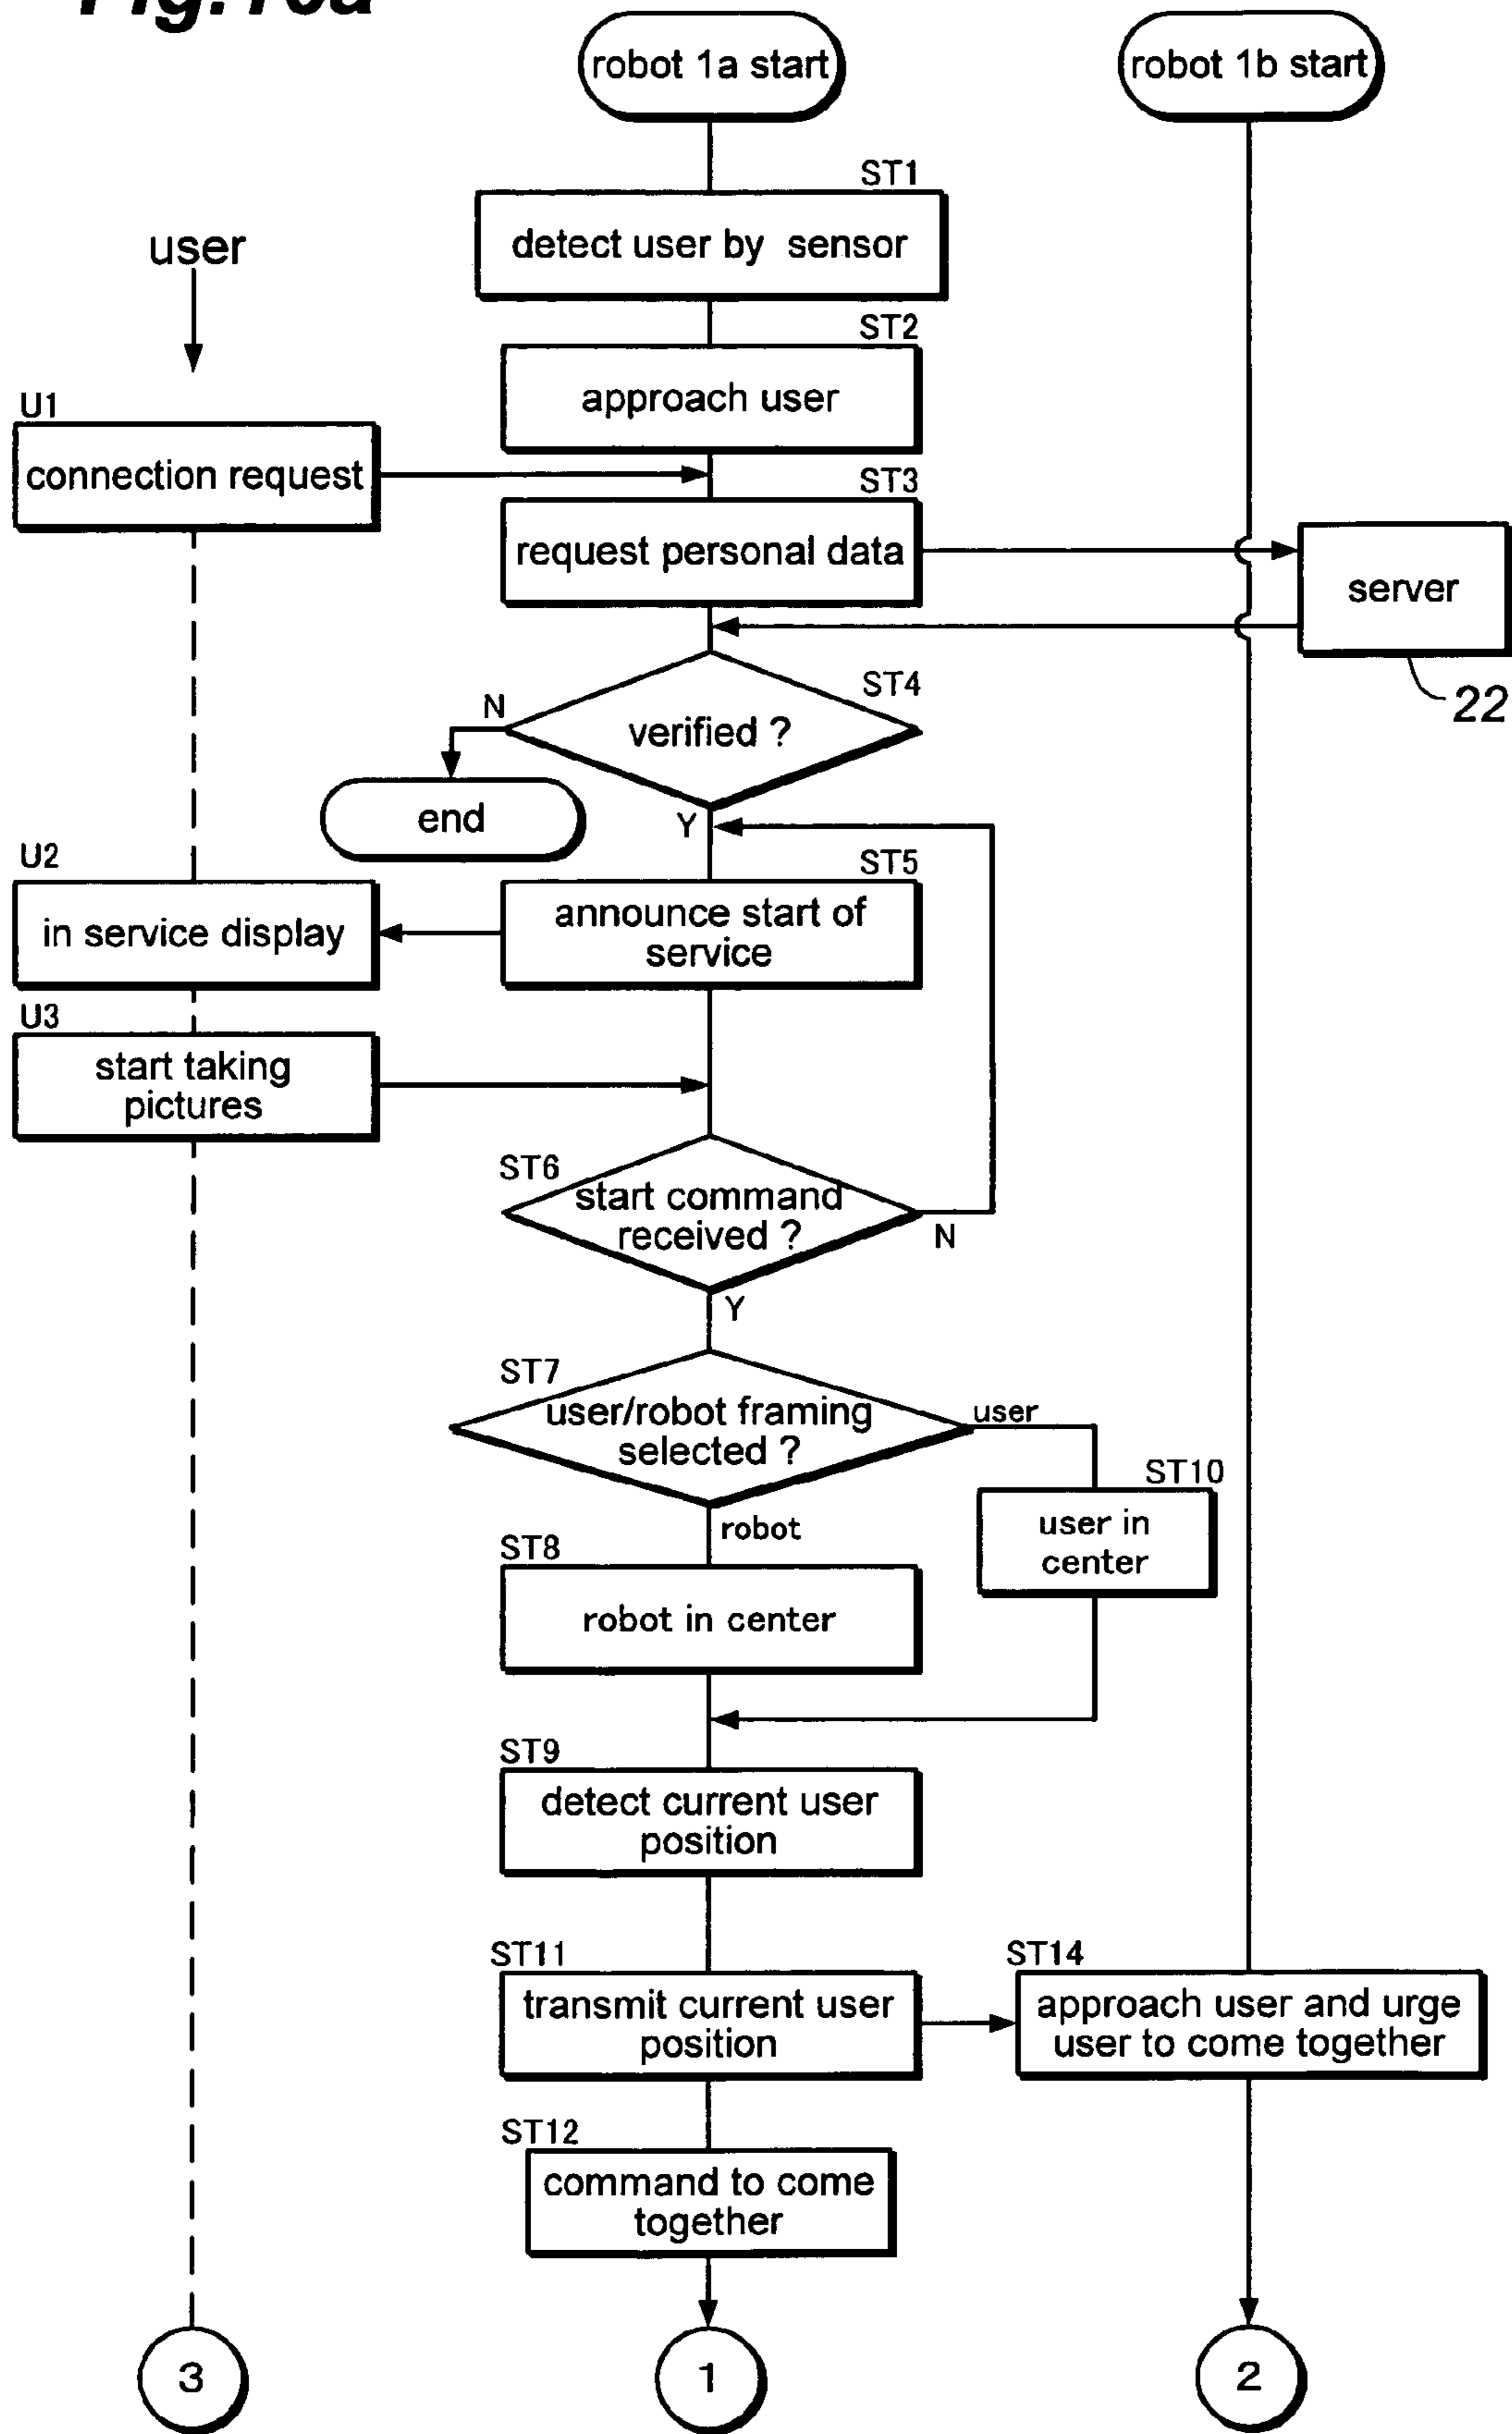 Fig.
robot 1a start
robot 1b start
ST1
detect user by sensor
user
ST2
approach user
U1
connection request
ST3
request personal data
server
22
ST4
N
verified ?
end
Y
U2
in service display
ST5
announce start of
service
U3
start taking
pictures
ST6
start command
received ?
N
Y
ST7
user/robot framing
selected ?
user
robot
ST10
user in
center
ST8
robot in center
ST9
detect current user
position
ST11
transmit current user
position
ST14
approach user and urge
user to come together
ST12
command to come
together
3
1
2